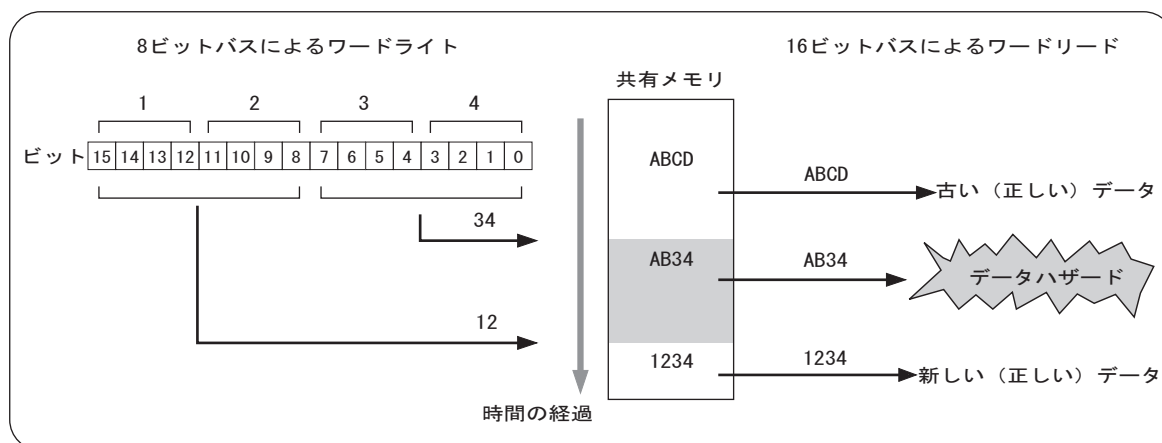 8ビットバスによるワードライト
16ビットバスによるワードリード
共有メモリ
1 2 3 4
ビット 15 14 13 12 11 10 9 8 7 6 5 4 3 2 1 0
ABCD
ABCD
古い（正しい）データ
34
AB34
AB34
データハザード
12
1234
1234
新しい（正しい）データ
時間の経過